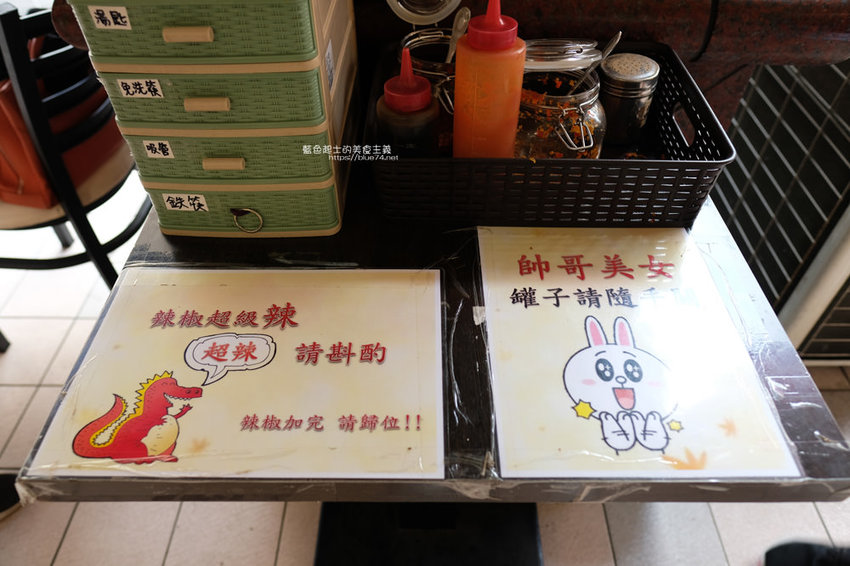 湯匙
免洗筷
吸管
鉄筷
藍色起士的美食主義
https://blue74.net
辣椒超級辣
超辣
請斟酌
辣椒加完 請歸位!!
帥哥美女
罐子請隨手